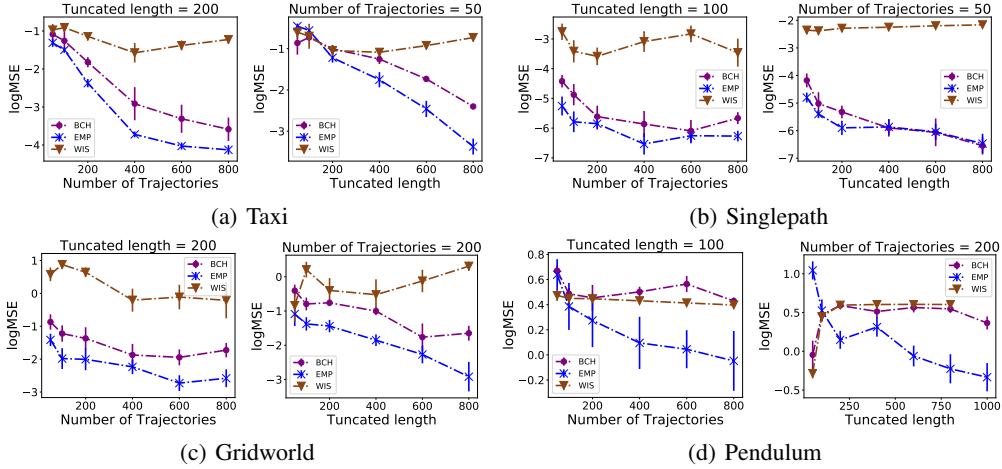 Tuncated length = 200
−1
−2
−3
−4
logMSE
BCH
EMP
WIS
200 400 600 800
Number of Trajectories
Number of Trajectories = 50
−1
−2
−3
logMSE
BCH
EMP
WIS
200 400 600 800
Tuncated length
(a) Taxi
Tuncated length = 100
−3
−4
−5
−6
−7
logMSE
BCH
EMP
WIS
200 400 600 800
Number of Trajectories
Number of Trajectories = 50
−2
−3
−4
−5
−6
−7
logMSE
BCH
EMP
WIS
200 400 600 800
Tuncated length
(b) Singlepath
Tuncated length = 200
1
0
−1
−2
−3
logMSE
BCH
EMP
WIS
200 400 600 800
Number of Trajectories
Number of Trajectories = 200
0
−1
−2
−3
logMSE
BCH
EMP
WIS
200 400 600 800
Tuncated length
(c) Gridworld
Tuncated length = 100
0.8
0.6
0.4
0.2
0.0
−0.2
logMSE
BCH
EMP
WIS
200 400 600 800
Number of Trajectories
Number of Trajectories = 200
1.0
0.5
0.0
−0.5
logMSE
BCH
EMP
WIS
250 500 750 1000
Tuncated length
(d) Pendulum